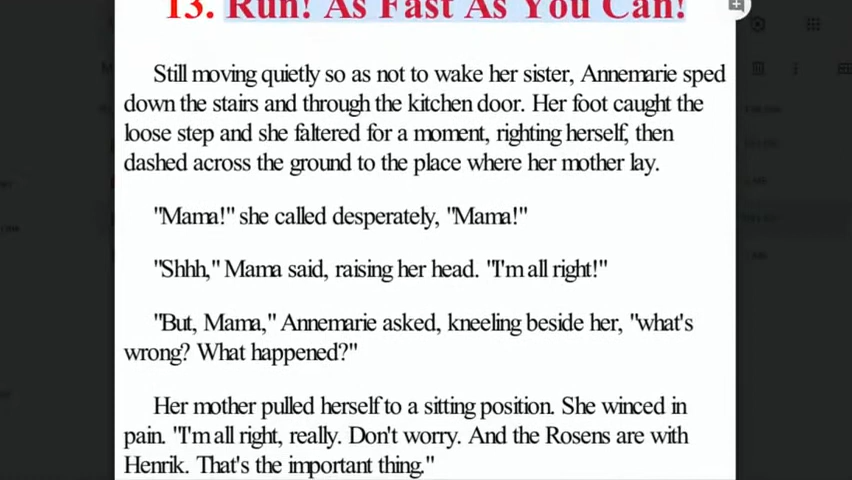 13. Run! As Fast As You Can!
Still moving quietly so as not to wake her sister, Annemarie sped
down the stairs and through the kitchen door. Her foot caught the
loose step and she faltered for a moment, righting herself, then
dashed across the ground to the place where her mother lay.
"Mama!" she called desperately, "Mama!"
"Shhh," Mama said, raising her head. "I'm all right!"
"But, Mama," Annemarie asked, kneeling beside her, "what's
wrong? What happened?"
Her mother pulled herself to a sitting position. She winced in
pain. "I'm all right, really. Don't worry. And the Rosens are with
Henrik. That's the important thing."